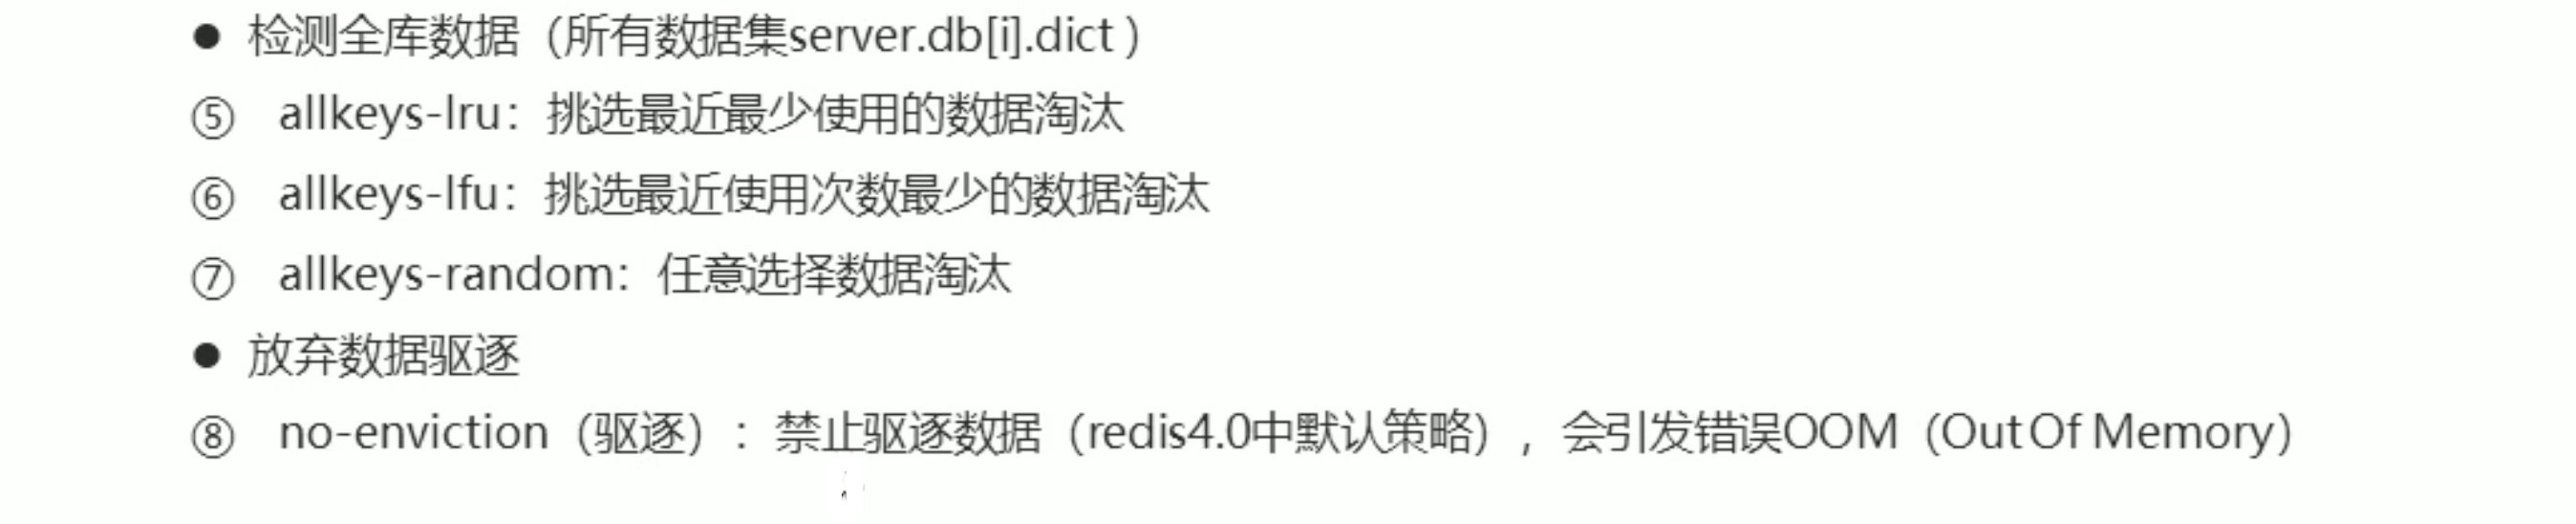 ● 检测全库数据（所有数据集server.db[i].dict ）
⑤ allkeys-lru：挑选最近最少使用的数据淘汰
⑥ allkeys-lfu：挑选最近使用次数最少的数据淘汰
⑦ allkeys-random：任意选择数据淘汰
● 放弃数据驱逐
⑧ no-enviction（驱逐）：禁止驱逐数据（redis4.0中默认策略），会引发错误OOM（Out Of Memory）